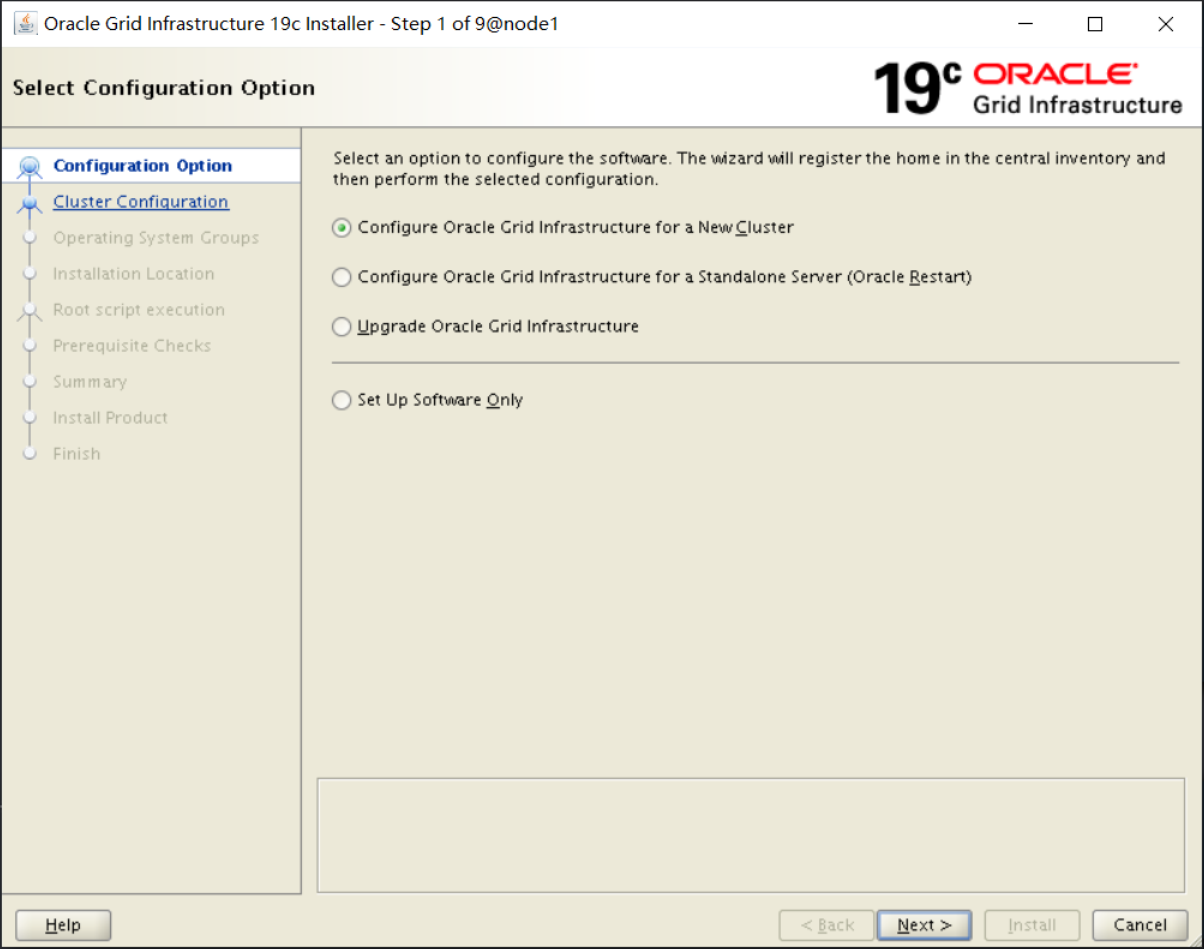 Oracle Grid Infrastructure 19c Installer - Step 1 of 9@node1
Select Configuration Option
19c ORACLE
Grid Infrastructure
Configuration Option
Cluster Configuration
Operating System Groups
Installation Location
Root script execution
Prerequisite Checks
Summary
Install Product
Finish
Select an option to configure the software. The wizard will register the home in the central inventory and
then perform the selected configuration.
Configure Oracle Grid Infrastructure for a New Cluster
Configure Oracle Grid Infrastructure for a Standalone Server (Oracle Restart)
Upgrade Oracle Grid Infrastructure
Set Up Software Only
Help
< Back
Next >
Install
Cancel